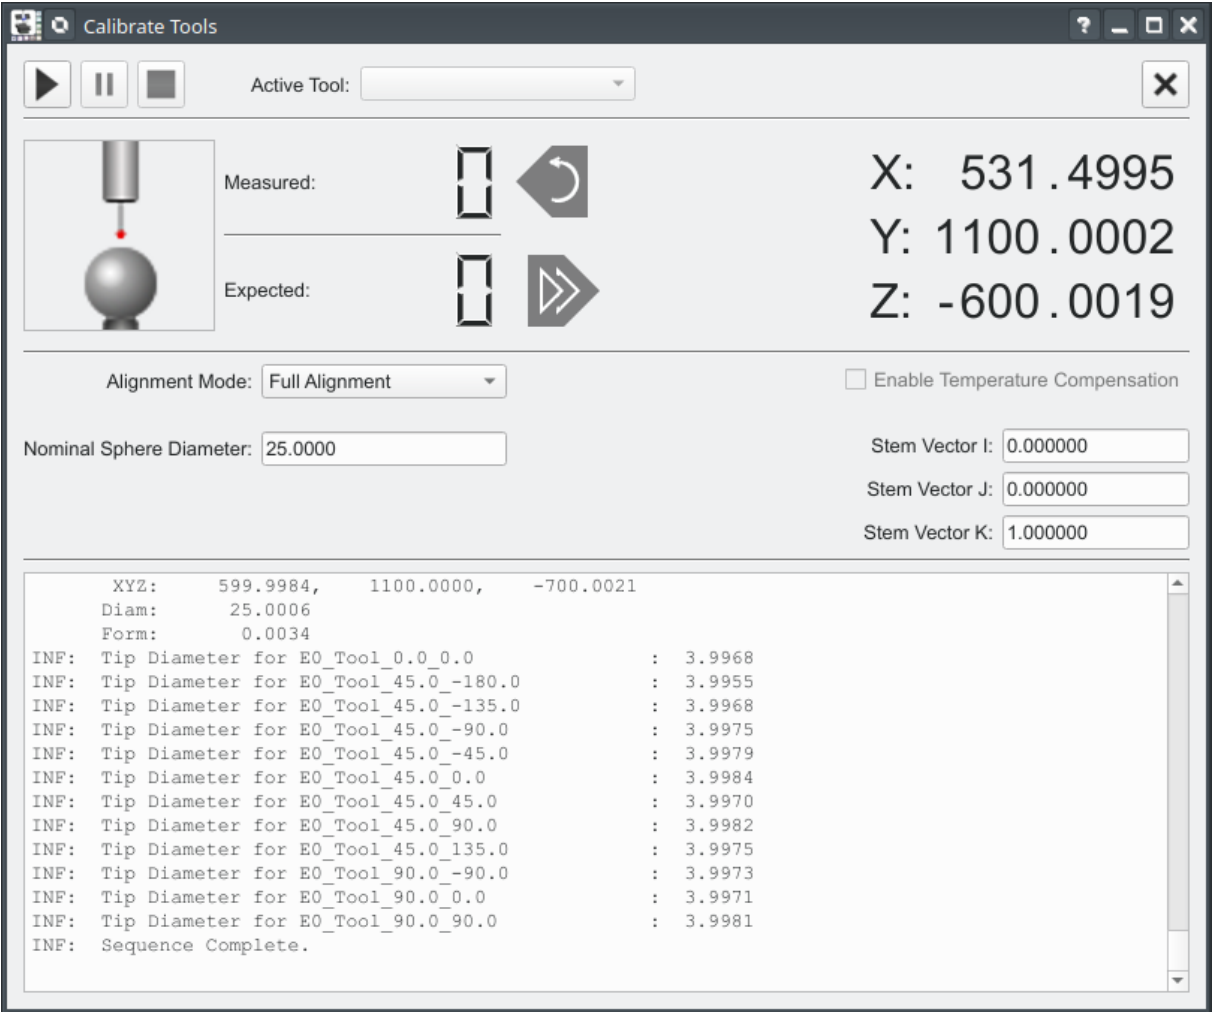 Calibrate Tools
?
Active Tool:
Measured: 0
Expected: 0
X: 531.4995
Y: 1100.0002
Z: -600.0019
Alignment Mode: Full Alignment
Enable Temperature Compensation
Nominal Sphere Diameter: 25.0000
Stem Vector I: 0.000000
Stem Vector J: 0.000000
Stem Vector K: 1.000000
XYZ: 599.9984, 1100.0000, -700.0021
Diam: 25.0006
Form: 0.0034
INF: Tip Diameter for E0_Tool_0.0_0.0 : 3.9968
INF: Tip Diameter for E0_Tool_45.0_-180.0 : 3.9955
INF: Tip Diameter for E0_Tool_45.0_-135.0 : 3.9968
INF: Tip Diameter for E0_Tool_45.0_-90.0 : 3.9975
INF: Tip Diameter for E0_Tool_45.0_-45.0 : 3.9979
INF: Tip Diameter for E0_Tool_45.0_0.0 : 3.9984
INF: Tip Diameter for E0_Tool_45.0_45.0 : 3.9970
INF: Tip Diameter for E0_Tool_45.0_90.0 : 3.9982
INF: Tip Diameter for E0_Tool_45.0_135.0 : 3.9975
INF: Tip Diameter for E0_Tool_90.0_-90.0 : 3.9973
INF: Tip Diameter for E0_Tool_90.0_0.0 : 3.9971
INF: Tip Diameter for E0_Tool_90.0_90.0 : 3.9981
INF: Sequence Complete.